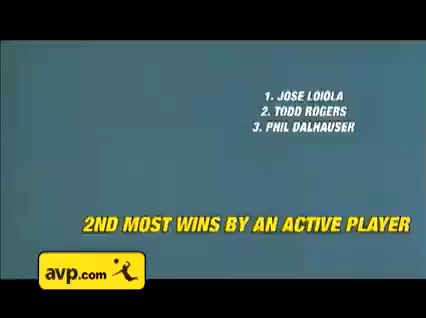 1. JOSE LOIOLA
2. TODD ROGERS
3. PHIL DALHAUSER
2ND MOST WINS BY AN ACTIVE PLAYER
avp.com